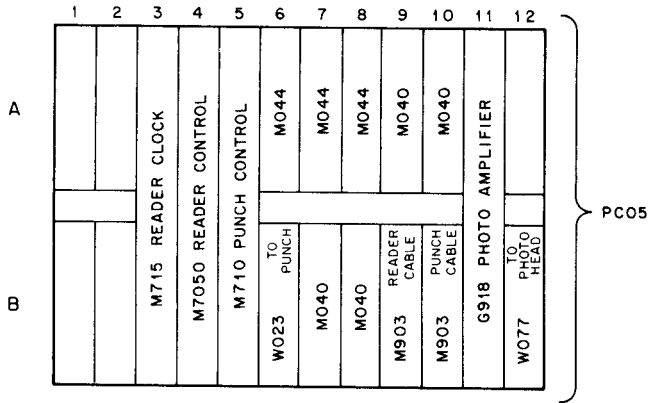 1 2 3 4 5 6 7 8 9 10 11 12
A
M715 READER CLOCK
M7050 READER CONTROL
M710 PUNCH CONTROL
M044
M044
M044
M040
M040
G918 PHOTO AMPLIFIER
PC05
B
TO
PUNCH
W023
M040
M040
READER
CABLE
M903
PUNCH
CABLE
M903
TO
PHOTO
HEAD
W077